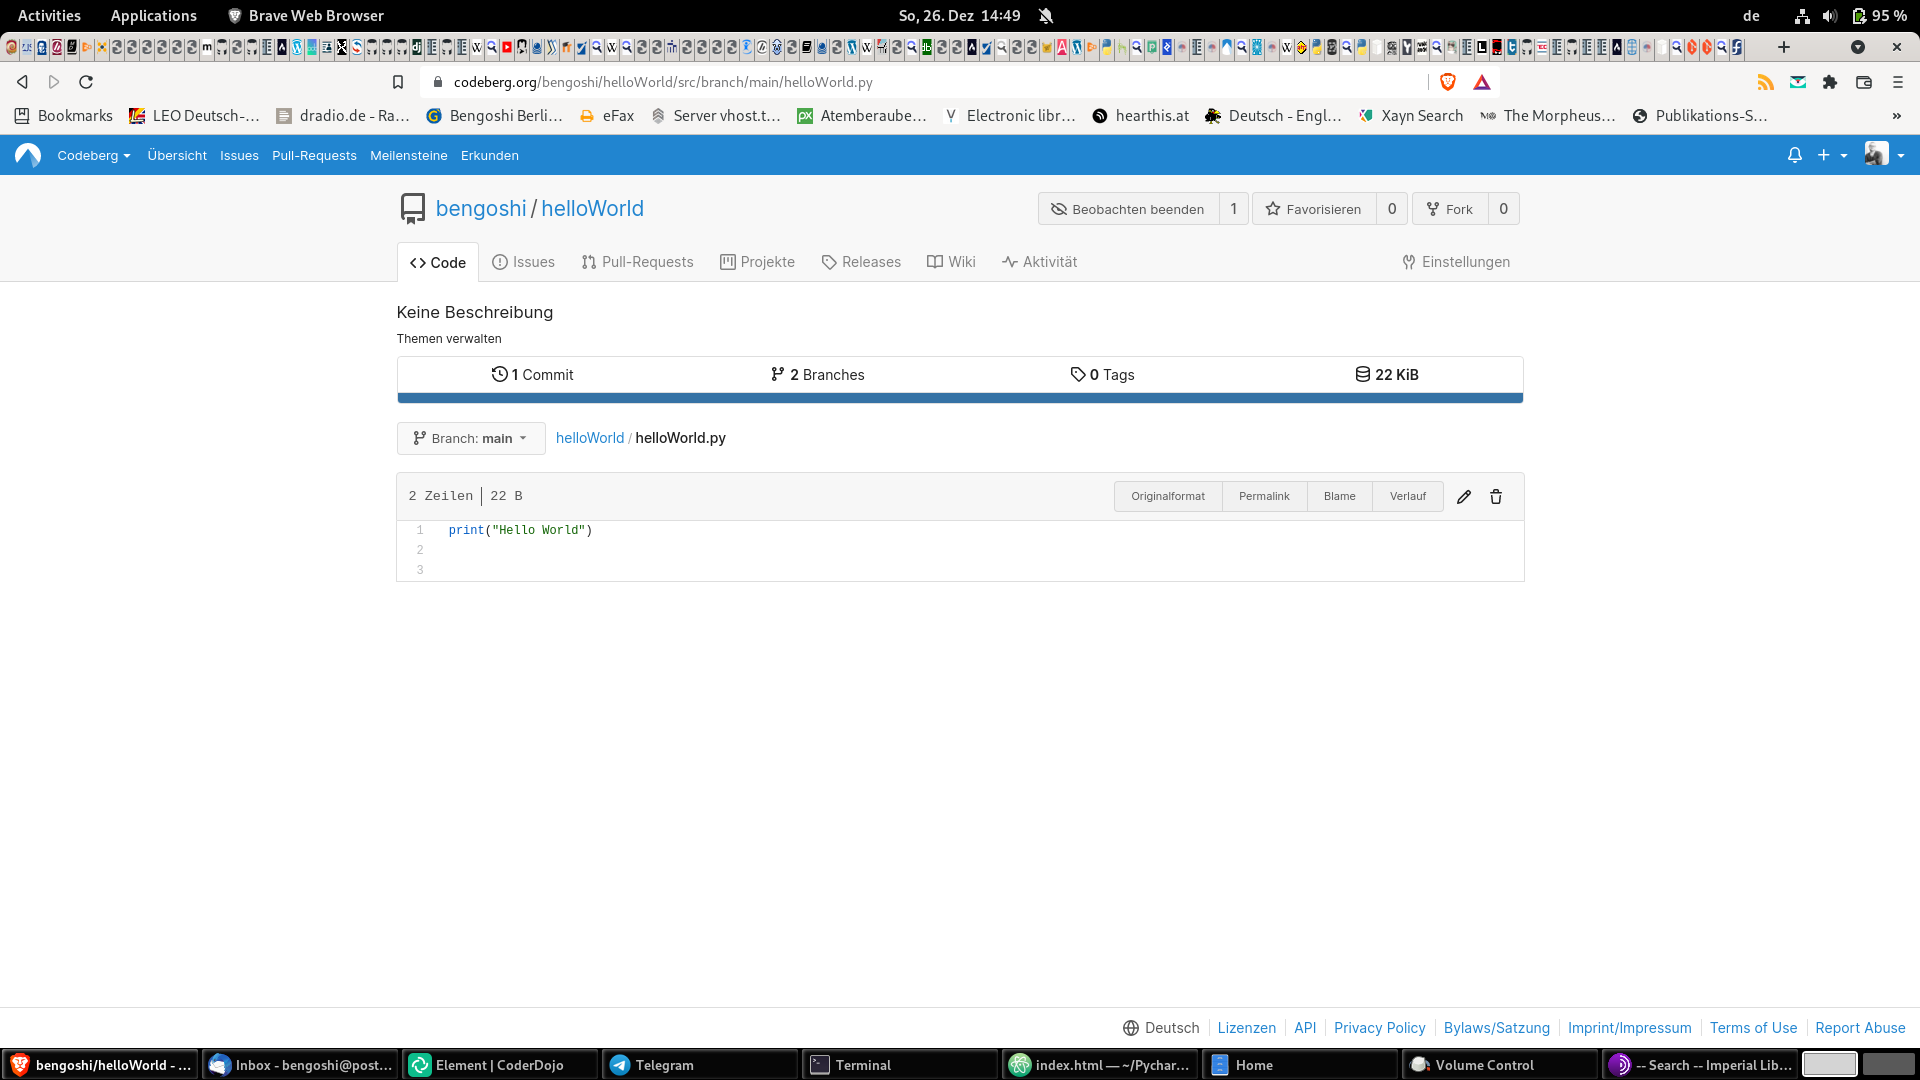 Activities Applications Brave Web Browser So, 26. Dez 14:49 de 95 %
codeberg.org/bengoshi/helloWorld/src/branch/main/helloWorld.py
Bookmarks LEO Deutsch-... dradio.de - Ra... Bengoshi Berli... eFax Server vhost.t... Atemberaube... Electronic libr... hearthis.at Deutsch - Engl... Xayn Search The Morpheus... Publikations-S... »
Codeberg Übersicht Issues Pull-Requests Meilensteine Erkunden
bengoshi / helloWorld Beobachten beenden 1 Favorisieren 0 Fork 0
Code Issues Pull-Requests Projekte Releases Wiki Aktivität Einstellungen
Keine Beschreibung
Themen verwalten
1 Commit 2 Branches 0 Tags 22 KiB
Branch: main helloWorld / helloWorld.py
2 Zeilen 22 B Originalformat Permalink Blame Verlauf
1 print("Hello World")
2
3
Deutsch Lizenzen API Privacy Policy Bylaws/Satzung Imprint/Impressum Terms of Use Report Abuse
bengoshi/helloWorld - ... Inbox - bengoshi@post... Element | CoderDojo Telegram Terminal index.html — ~/Pychar... Home Volume Control -- Search -- Imperial Lib...